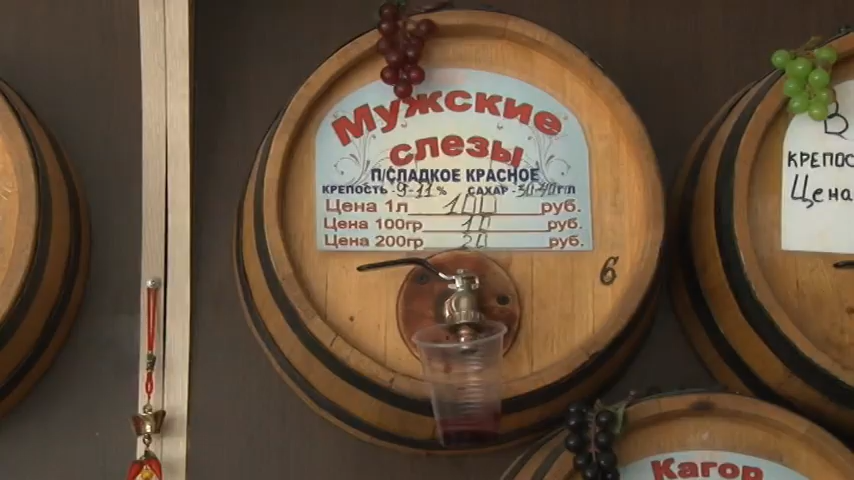 Мужские
слезы
П/СЛАДКОЕ КРАСНОЕ
КРЕПОСТЬ -9-11% САХАР -30-40 г/л
Цена 1л 100 руб.
Цена 100гр 10 руб.
Цена 200гр 20 руб.
6
В
КРЕПОС
Цена
Кагор